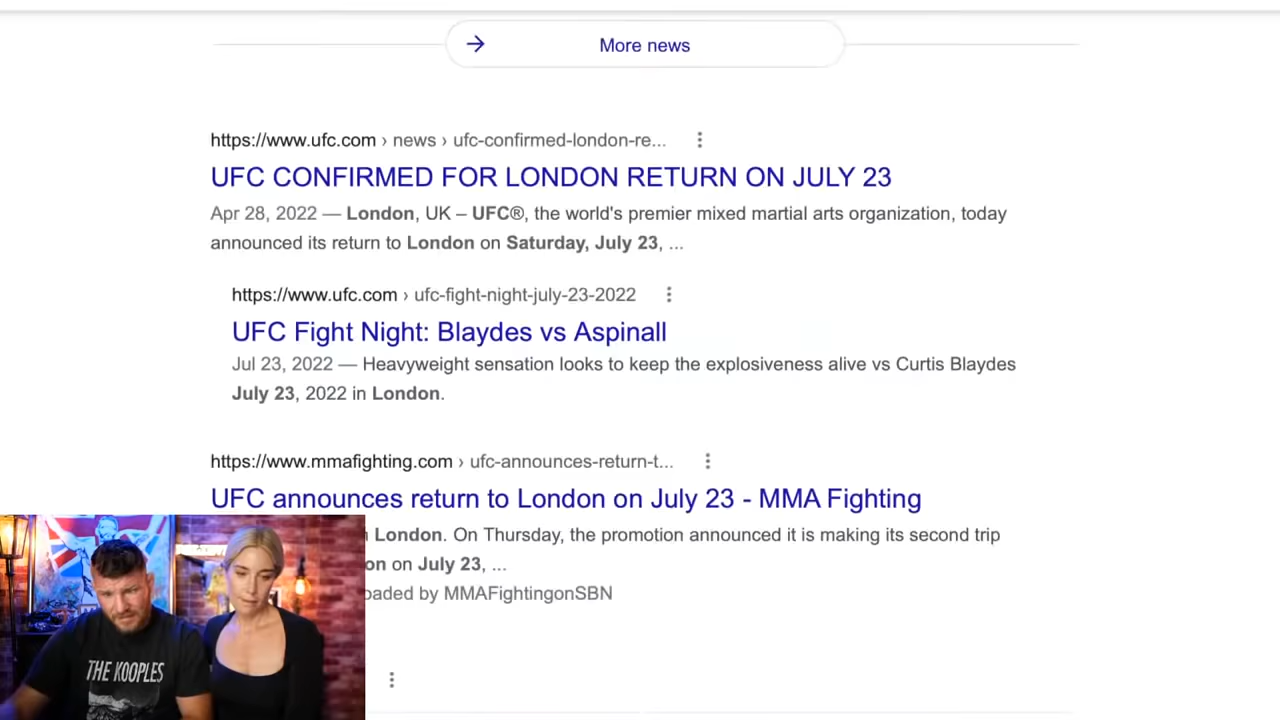 More news
https://www.ufc.com › news › ufc-confirmed-london-re...
UFC CONFIRMED FOR LONDON RETURN ON JULY 23
Apr 28, 2022 — London, UK – UFC®, the world's premier mixed martial arts organization, today
announced its return to London on Saturday, July 23, ...
https://www.ufc.com › ufc-fight-night-july-23-2022
UFC Fight Night: Blaydes vs Aspinall
Jul 23, 2022 — Heavyweight sensation looks to keep the explosiveness alive vs Curtis Blaydes
July 23, 2022 in London.
https://www.mmafighting.com › ufc-announces-return-t...
UFC announces return to London on July 23 - MMA Fighting
London. On Thursday, the promotion announced it is making its second trip
on on July 23, ...
oaded by MMAFightingonSBN
THE KOOPLES